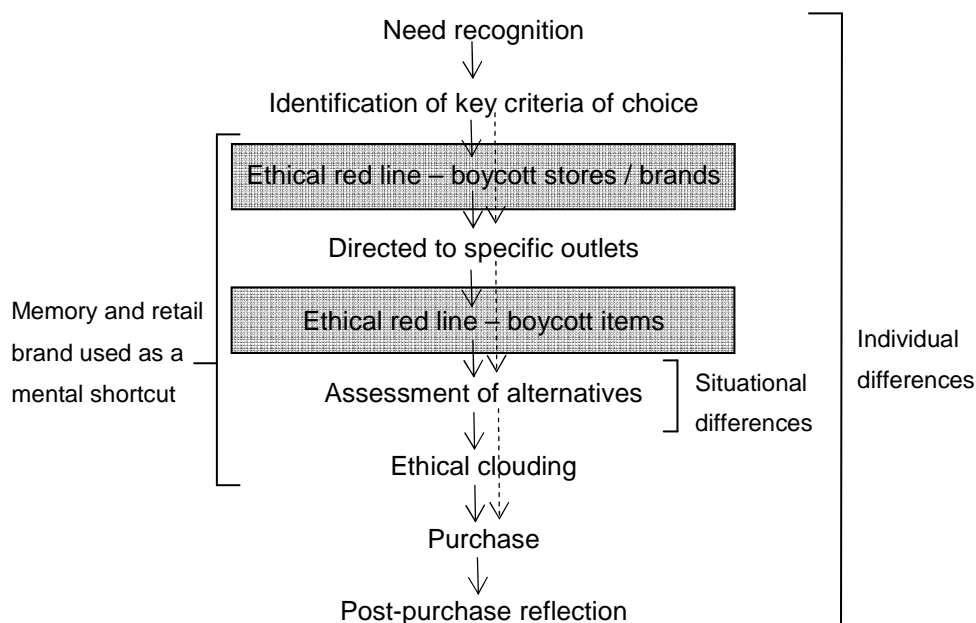 Need recognition
Identification of key criteria of choice
Ethical red line – boycott stores / brands
Directed to specific outlets
Ethical red line – boycott items
Assessment of alternatives
Ethical clouding
Purchase
Post-purchase reflection
Memory and retail
brand used as a
mental shortcut
Situational
differences
Individual
differences